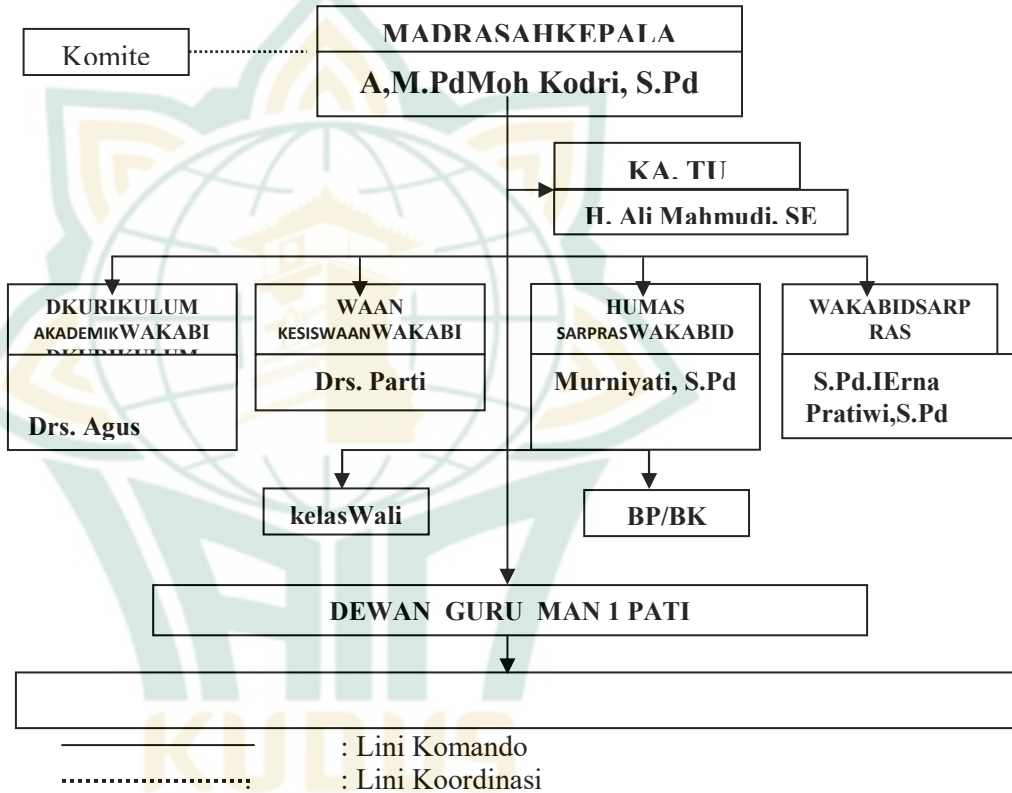 MADRASAHKEPALA
Komite
A,M.PdMoh Kodri, S.Pd
KA. TU
H. Ali Mahmudi, SE
DKURIKULUM
AKADEMIKWAKABI
DKURIKULUM
Drs. Agus
WAAN
KESISWAANWAKABI
Drs. Parti
HUMAS
SARPRASWAKABID
Murniyati, S.Pd
WAKABIDSARP
RAS
S.Pd.IErna
Pratiwi,S.Pd
kelasWali
BP/BK
DEWAN GURU MAN 1 PATI
KUDUS
: Lini Komando
: Lini Koordinasi